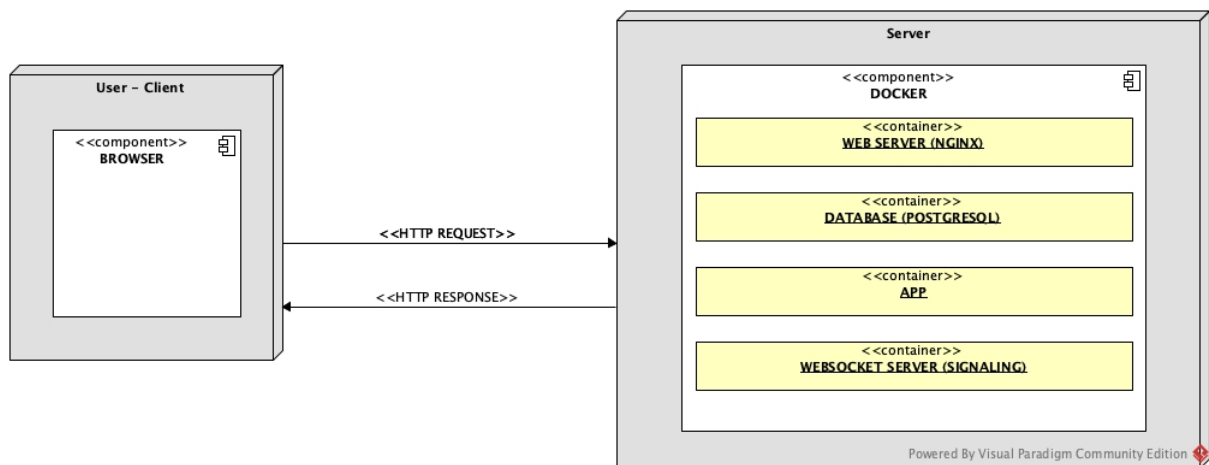 User - Client
<<component>>
BROWSER
<<HTTP REQUEST>>
<<HTTP RESPONSE>>
Server
<<component>>
DOCKER
<<container>>
WEB SERVER (NGINX)
<<container>>
DATABASE (POSTGRESQL)
<<container>>
APP
<<container>>
WEBSOCKET SERVER (SIGNALING)
Powered By Visual Paradigm Community Edition